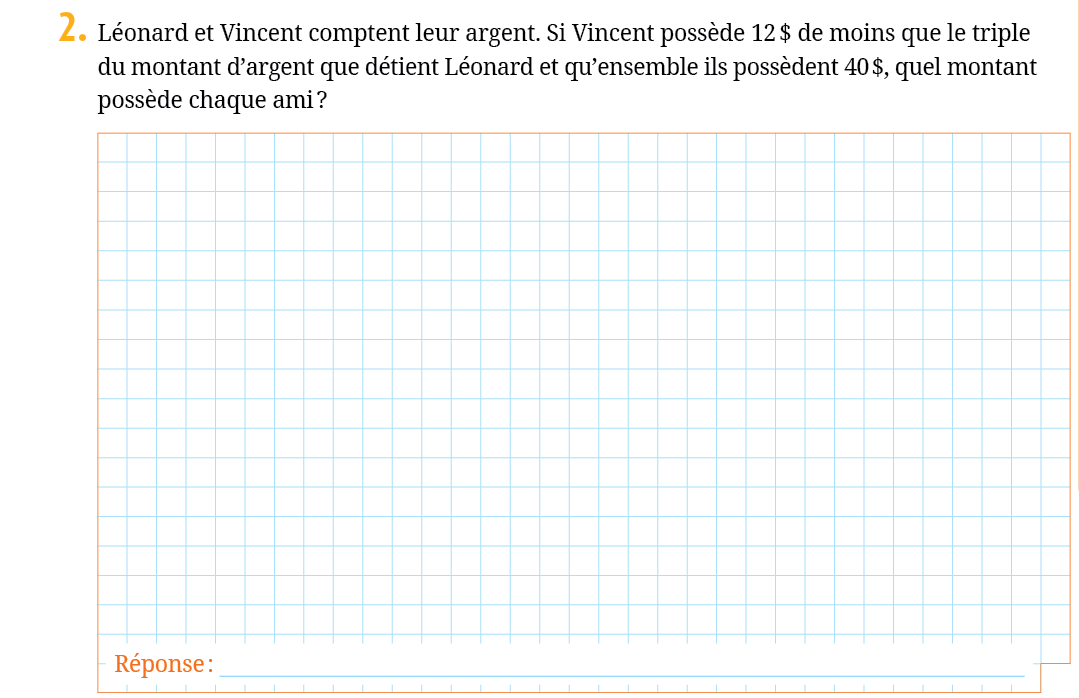 2. Léonard et Vincent comptent leur argent. Si Vincent possède 12 $ de moins que le triple
du montant d’argent que détient Léonard et qu’ensemble ils possèdent 40 $, quel montant
possède chaque ami ?
Réponse :